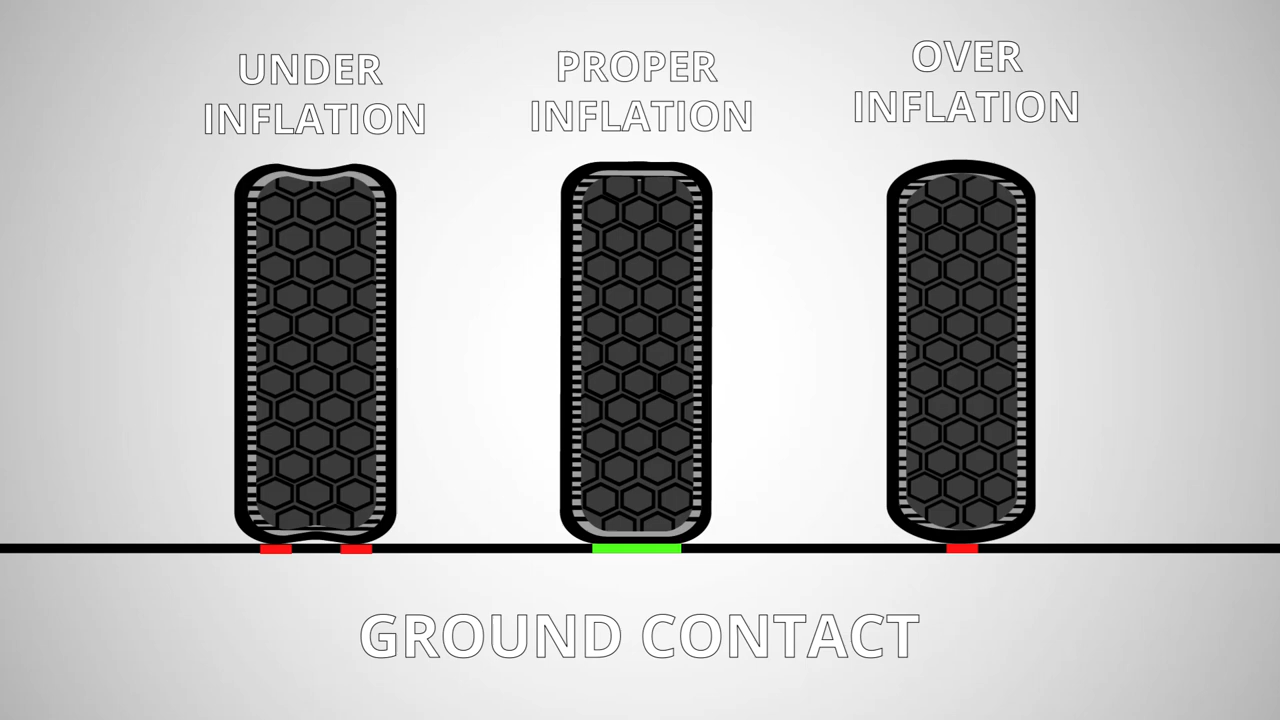 UNDER
INFLATION
PROPER
INFLATION
OVER
INFLATION
GROUND CONTACT